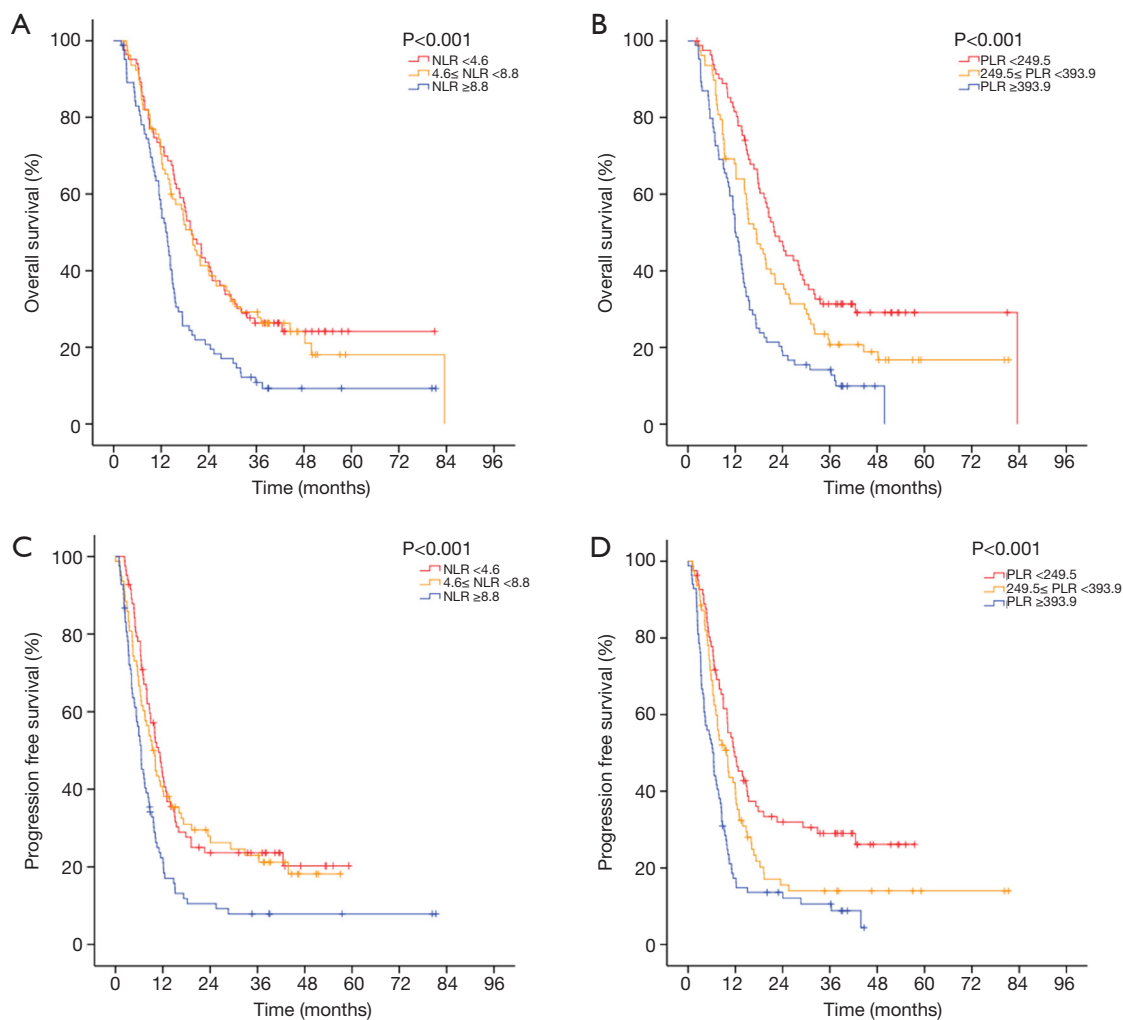 A
P<0.001
NLR <4.6
4.6≤ NLR <8.8
NLR ≥8.8
100
80
60
40
20
0
Overall survival (%)
0 12 24 36 48 60 72 84 96
Time (months)
B
P<0.001
PLR <249.5
249.5≤ PLR <393.9
PLR ≥393.9
100
80
60
40
20
0
Overall survival (%)
0 12 24 36 48 60 72 84 96
Time (months)
C
P<0.001
NLR <4.6
4.6≤ NLR <8.8
NLR ≥8.8
100
80
60
40
20
0
Progression free survival (%)
0 12 24 36 48 60 72 84 96
Time (months)
D
P<0.001
PLR <249.5
249.5≤ PLR <393.9
PLR ≥393.9
100
80
60
40
20
0
Progression free survival (%)
0 12 24 36 48 60 72 84 96
Time (months)